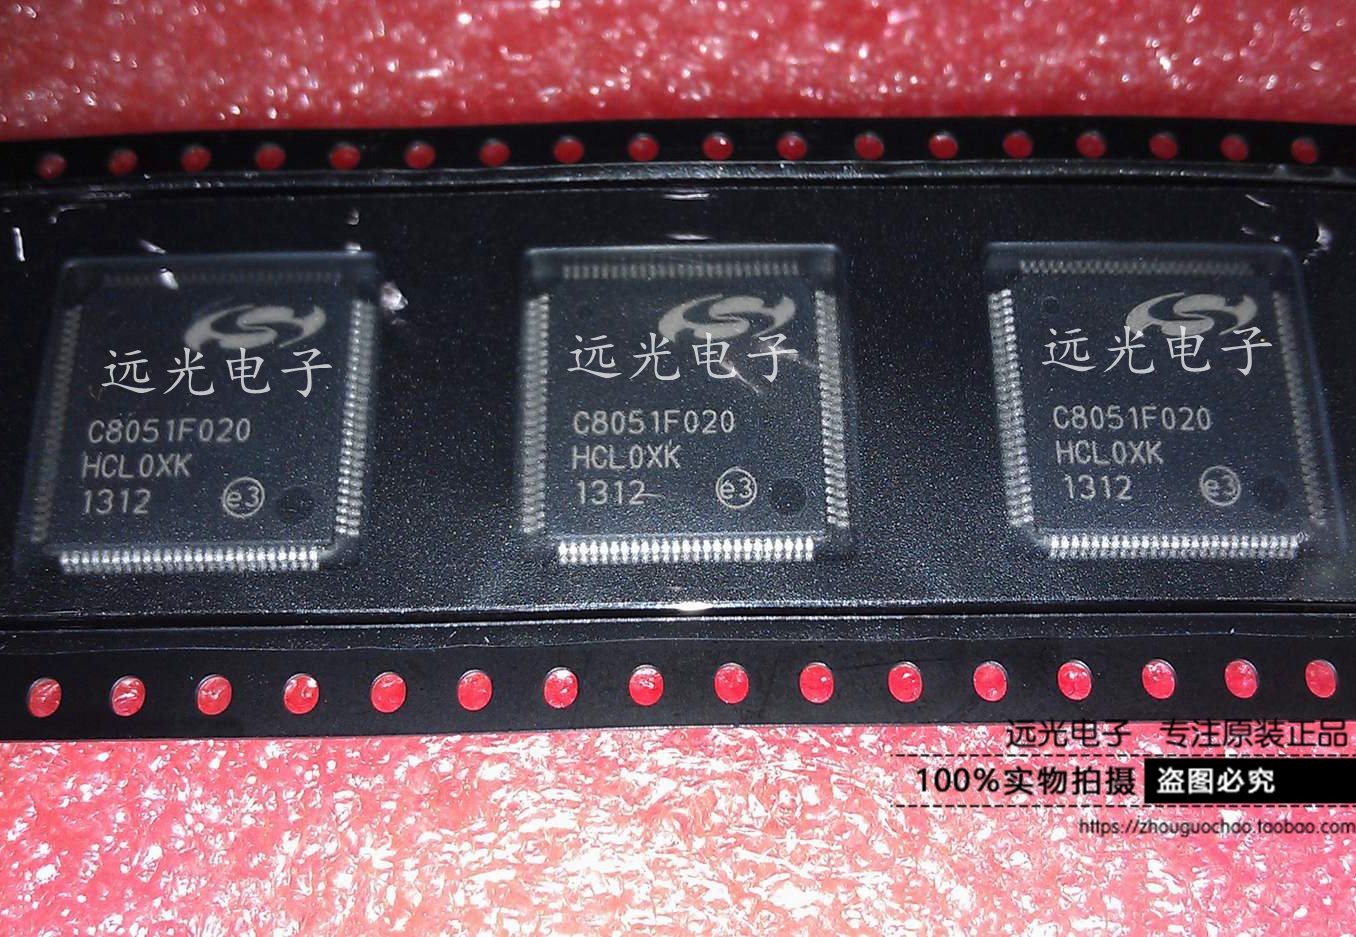 远光电子
C8051F020
HCL0XK
1312
e3
远光电子
C8051F020
HCL0XK
1312
e3
远光电子
C8051F020
HCL0XK
1312
e3
远光电子 专注原装正品
100%实物拍摄 盗图必究
https://zhouguochao.taobao.com